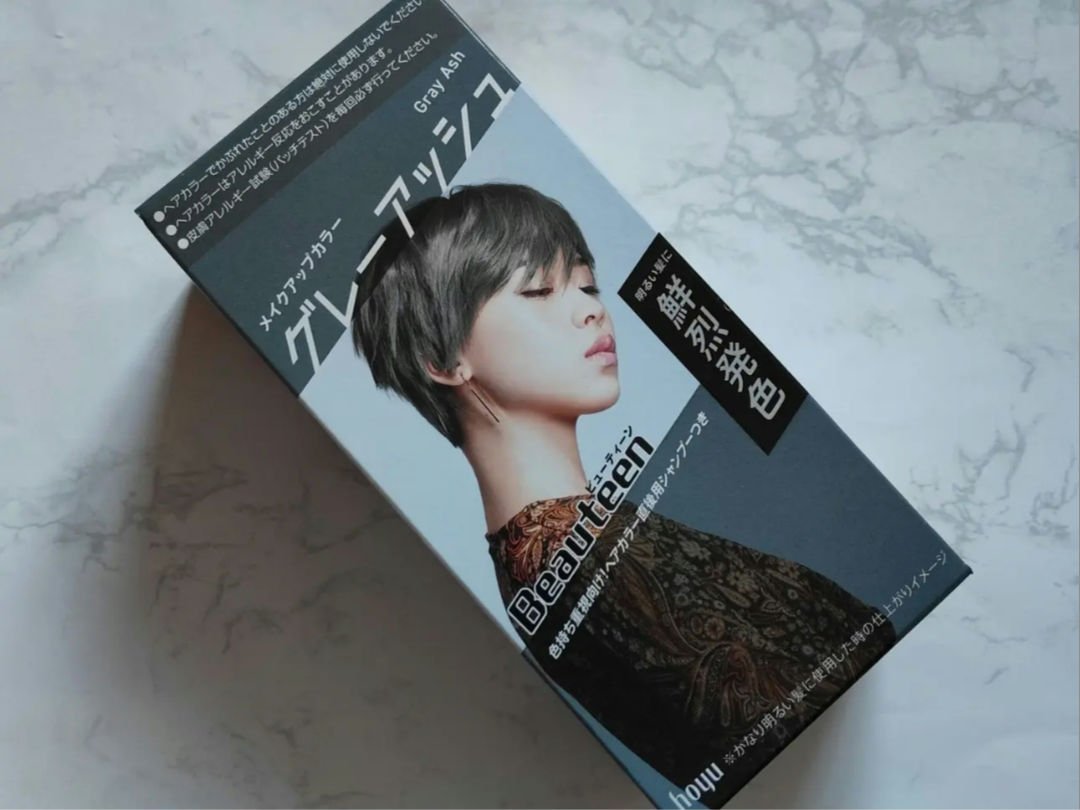 ●ヘアカラーでかぶれたことのある方は絶対に使用しないでください
●ヘアカラーはアレルギー反応をおこすことがあります。
●皮膚アレルギー試験(パッチテスト)を毎回必ず行ってください。
Gray Ash
メイクアップカラー
グレーアッシュ
明るい髪に
鮮烈発色
ビューティーン
Beauteen
色持ち重視向け!ヘアカラー直後用シャンプーつき
※かなり明るい髪に使用した時の仕上がりイメージ
hoyu